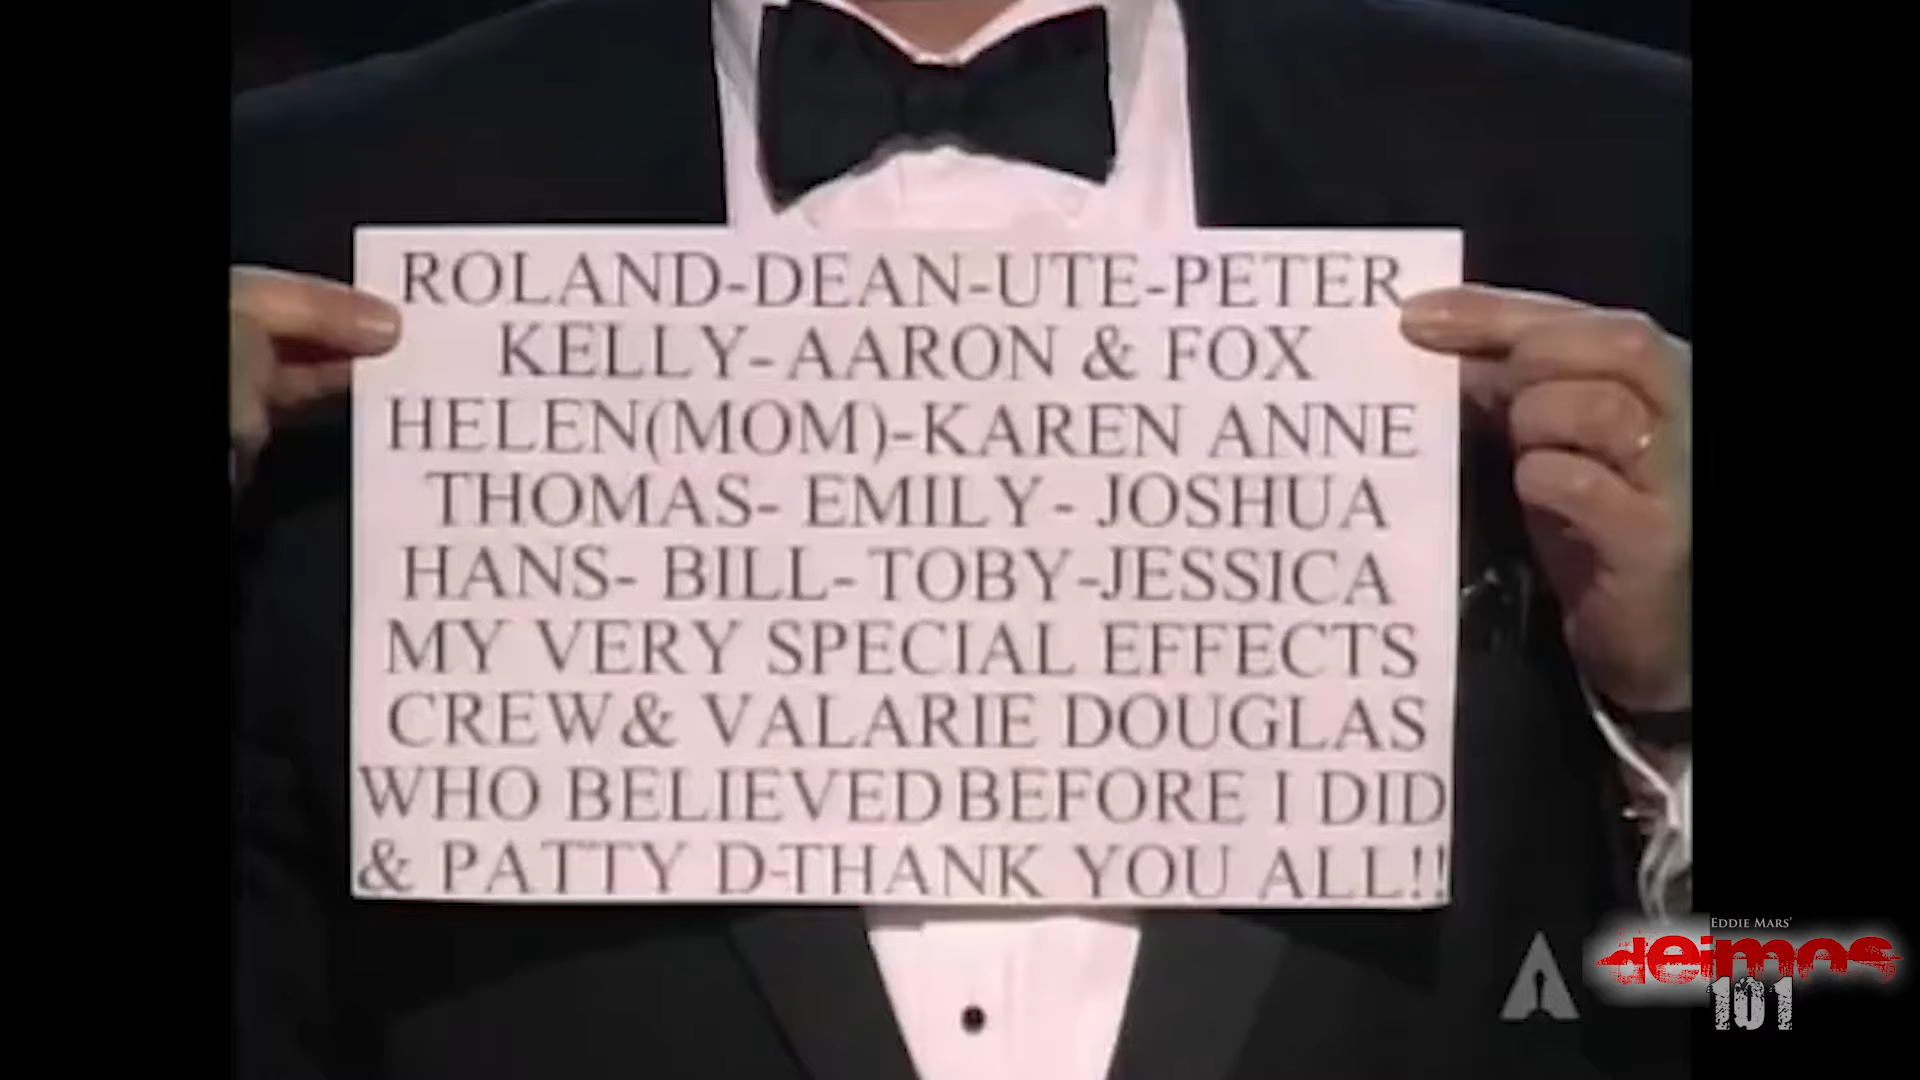 ROLAND-DEAN-UTE-PETER
KELLY-AARON & FOX
HELEN(MOM)-KAREN ANNE
THOMAS- EMILY- JOSHUA
HANS- BILL-TOBY-JESSICA
MY VERY SPECIAL EFFECTS
CREW& VALARIE DOUGLAS
WHO BELIEVED BEFORE I DID
& PATTY D-THANK YOU ALL!!
EDDIE MARS'
deimos
101